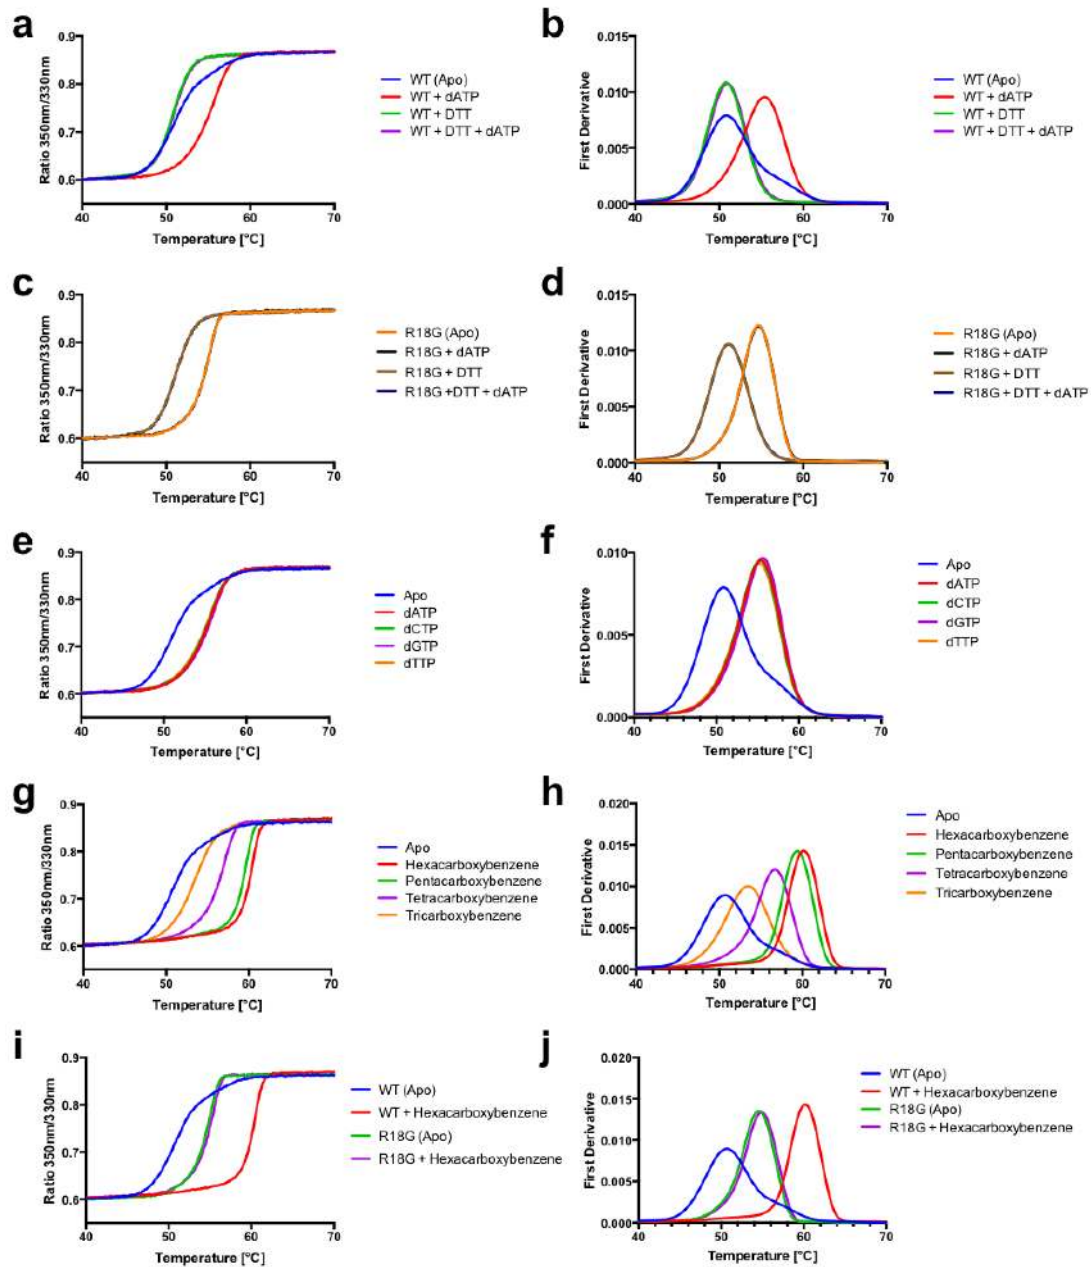 a
0.9
0.8
0.7
0.6
40
50
60
70
Ratio 350nm/330nm
Temperature [°C]
WT (Apo)
WT + dATP
WT + DTT
WT + DTT + dATP
b
0.015
0.010
0.005
0.000
40
50
60
70
First Derivative
Temperature [°C]
WT (Apo)
WT + dATP
WT + DTT
WT + DTT + dATP
c
0.9
0.8
0.7
0.6
40
50
60
70
Ratio 350nm/330nm
Temperature [°C]
R18G (Apo)
R18G + dATP
R18G + DTT
R18G +DTT + dATP
d
0.015
0.010
0.005
0.000
40
50
60
70
First Derivative
Temperature [°C]
R18G (Apo)
R18G + dATP
R18G + DTT
R18G + DTT + dATP
e
0.9
0.8
0.7
0.6
40
50
60
70
Ratio 350nm/330nm
Temperature [°C]
Apo
dATP
dCTP
dGTP
dTTP
f
0.010
0.005
0.000
40
50
60
70
First Derivative
Temperature [°C]
Apo
dATP
dCTP
dGTP
dTTP
g
0.9
0.8
0.7
0.6
40
50
60
70
Ratio 350nm/330nm
Temperature [°C]
Apo
Hexacarboxybenzene
Pentacarboxybenzene
Tetracarboxybenzene
Tricarboxybenzene
h
0.020
0.015
0.010
0.005
0.000
40
50
60
70
First Derivative
Temperature [°C]
Apo
Hexacarboxybenzene
Pentacarboxybenzene
Tetracarboxybenzene
Tricarboxybenzene
i
0.9
0.8
0.7
0.6
40
50
60
70
Ratio 350nm/330nm
Temperature [°C]
WT (Apo)
WT + Hexacarboxybenzene
R18G (Apo)
R18G + Hexacarboxybenzene
j
0.020
0.015
0.010
0.005
0.000
40
50
60
70
First Derivative
Temperature [°C]
WT (Apo)
WT + Hexacarboxybenzene
R18G (Apo)
R18G + Hexacarboxybenzene